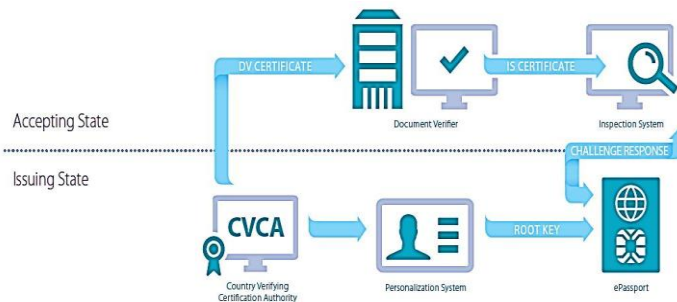 DV CERTIFICATE
IS CERTIFICATE
Accepting State
Document Verifier
Inspection System
CHALLENGE RESPONSE
Issuing State
CVCA
ROOT KEY
Country Verifying
Certification Authority
Personalization System
ePassport